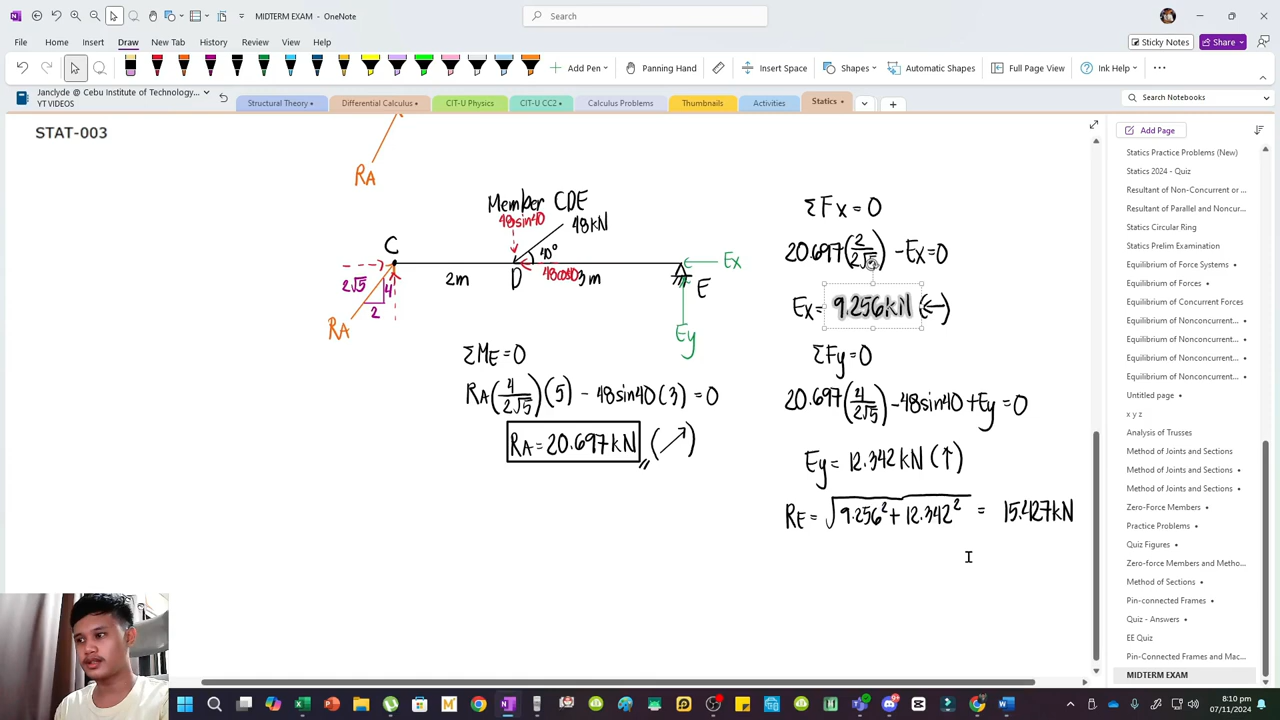 MIDTERM EXAM - OneNote
Search
File Home Insert Draw New Tab History Review View Help
Sticky Notes
Share
Add Pen
Panning Hand
Insert Space
Shapes
Automatic Shapes
Full Page View
Ink Help
Janclyde @ Cebu Institute of Technology...
YT VIDEOS
Structural Theory
Differential Calculus
CIT-U Physics
CIT-U CC2
Calculus Problems
Thumbnails
Activities
Statics
Search Notebooks
STAT-003
RA
Member CDE
48sin40
48kN
40°
C
2√5
4
2
RA
2m
D
48cos40
3m
E
Ex
Ey
ΣME=0
RA(4/2√5)(5) - 48sin40(3) = 0
RA = 20.697kN (↗)
ΣFx = 0
20.697(2/2√5) - Ex = 0
Ex = 9.256kN (←)
ΣFy = 0
20.697(4/2√5) - 48sin40 + Ey = 0
Ey = 12.342 kN (↑)
RE = √9.256² + 12.342² = 15.427kN
Add Page
Statics Practice Problems (New)
Statics 2024 - Quiz
Resultant of Non-Concurrent or ...
Resultant of Parallel and Noncur...
Statics Circular Ring
Statics Prelim Examination
Equilibrium of Force Systems
Equilibrium of Forces
Equilibrium of Concurrent Forces
Equilibrium of Nonconcurrent...
Equilibrium of Nonconcurrent...
Equilibrium of Nonconcurrent...
Equilibrium of Nonconcurrent...
Untitled page
x y z
Analysis of Trusses
Method of Joints and Sections
Method of Joints and Sections
Method of Joints and Sections
Zero-Force Members
Practice Problems
Quiz Figures
Zero-force Members and Metho...
Method of Sections
Pin-connected Frames
Quiz - Answers
EE Quiz
Pin-Connected Frames and Mac...
MIDTERM EXAM
8:10 pm
07/11/2024